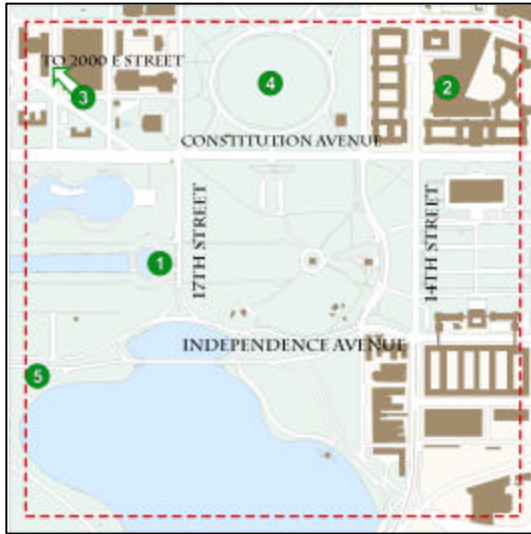 TO 2000 E STREET
3
4
2
CONSTITUTION AVENUE
17TH STREET
14TH STREET
1
INDEPENDENCE AVENUE
5